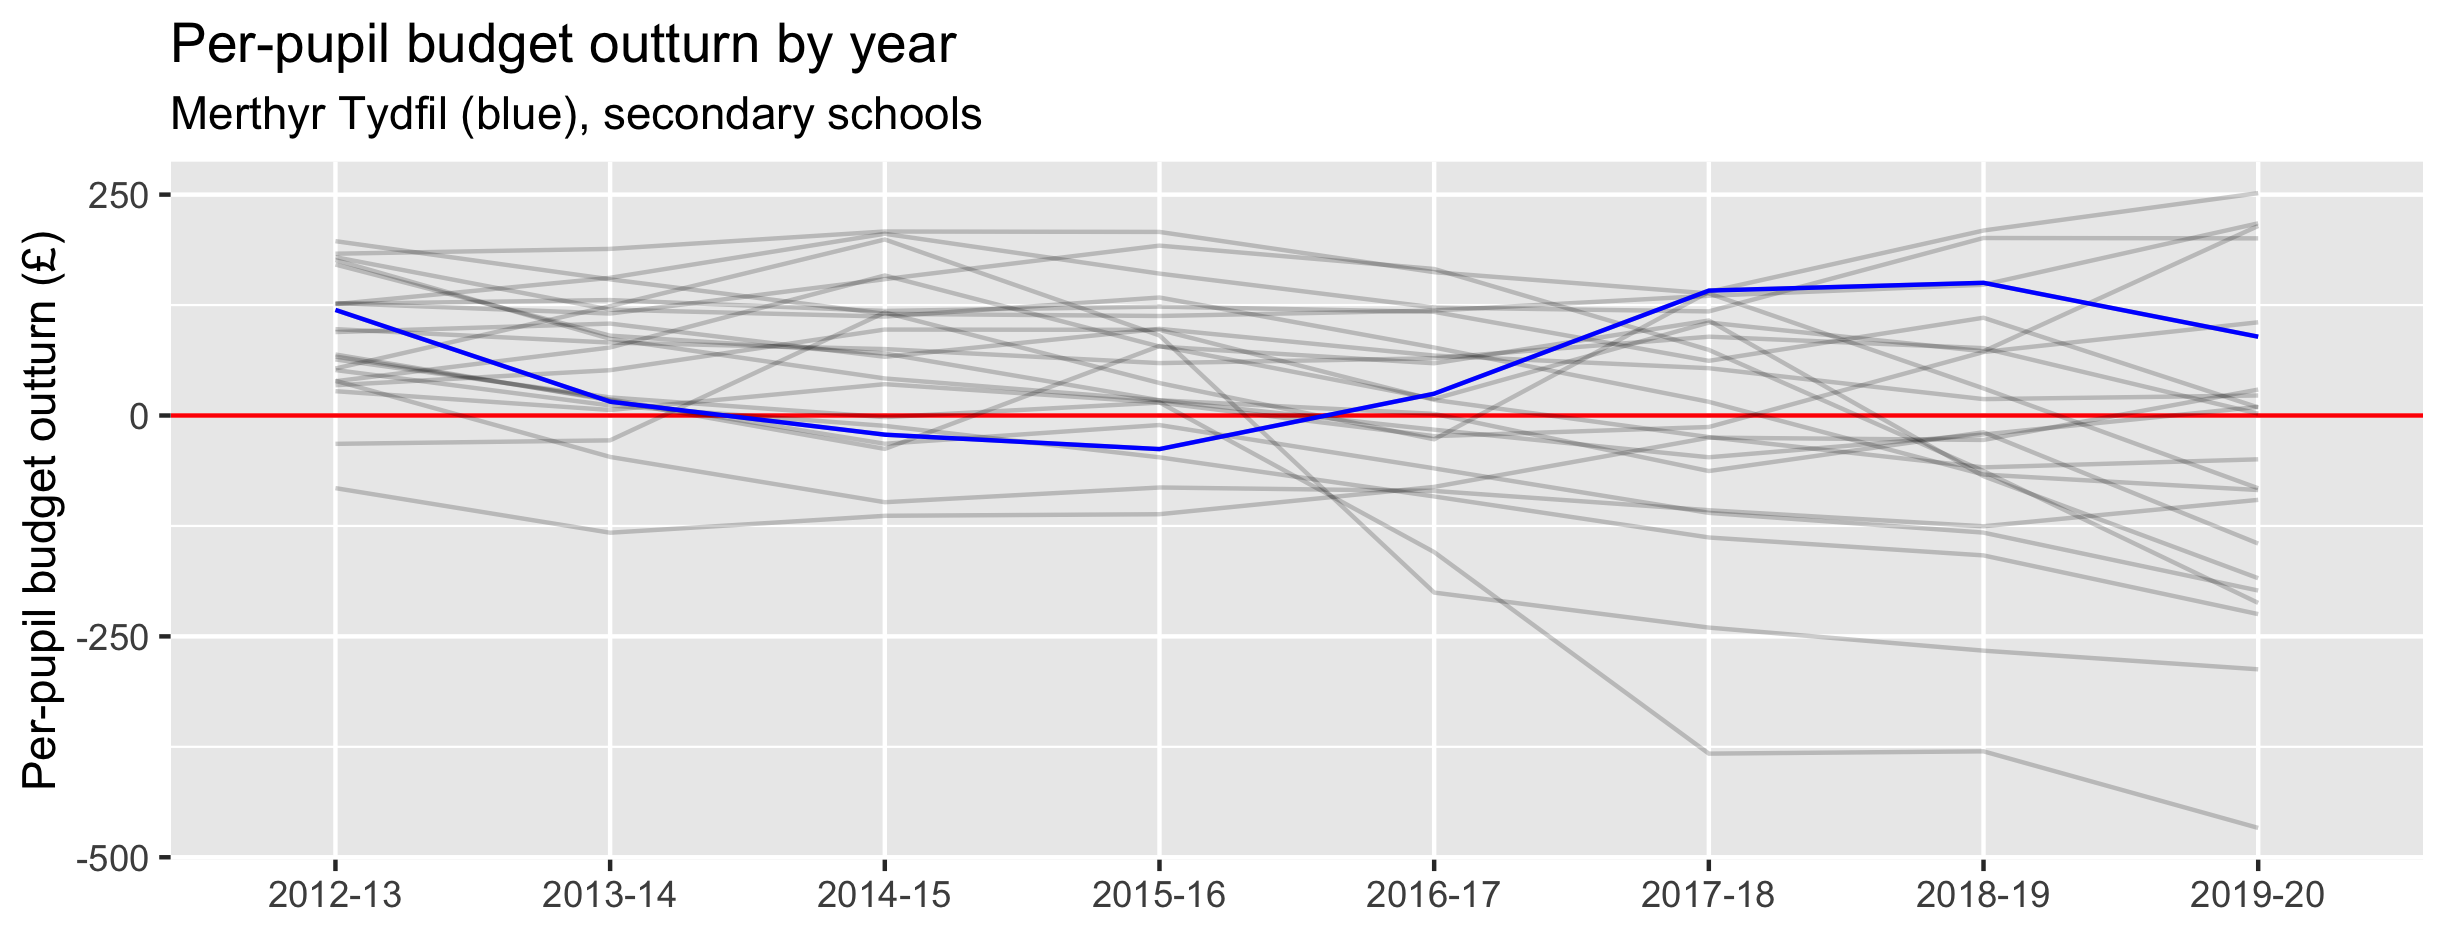 Per-pupil budget outturn by year
Merthyr Tydfil (blue), secondary schools
Per-pupil budget outturn (£)
250
0
-250
-500
2012-13 2013-14 2014-15 2015-16 2016-17 2017-18 2018-19 2019-20